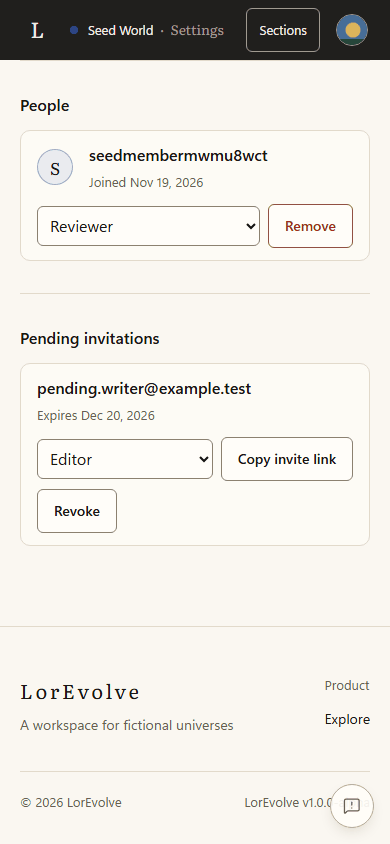 L
Seed World · Settings
Sections
People
S
seedmembermwmu8wct
Joined Nov 19, 2026
Reviewer
Remove
Pending invitations
pending.writer@example.test
Expires Dec 20, 2026
Editor
Copy invite link
Revoke
LorEvolve
Product
A workspace for fictional universes
Explore
© 2026 LorEvolve
LorEvolve v1.0.0